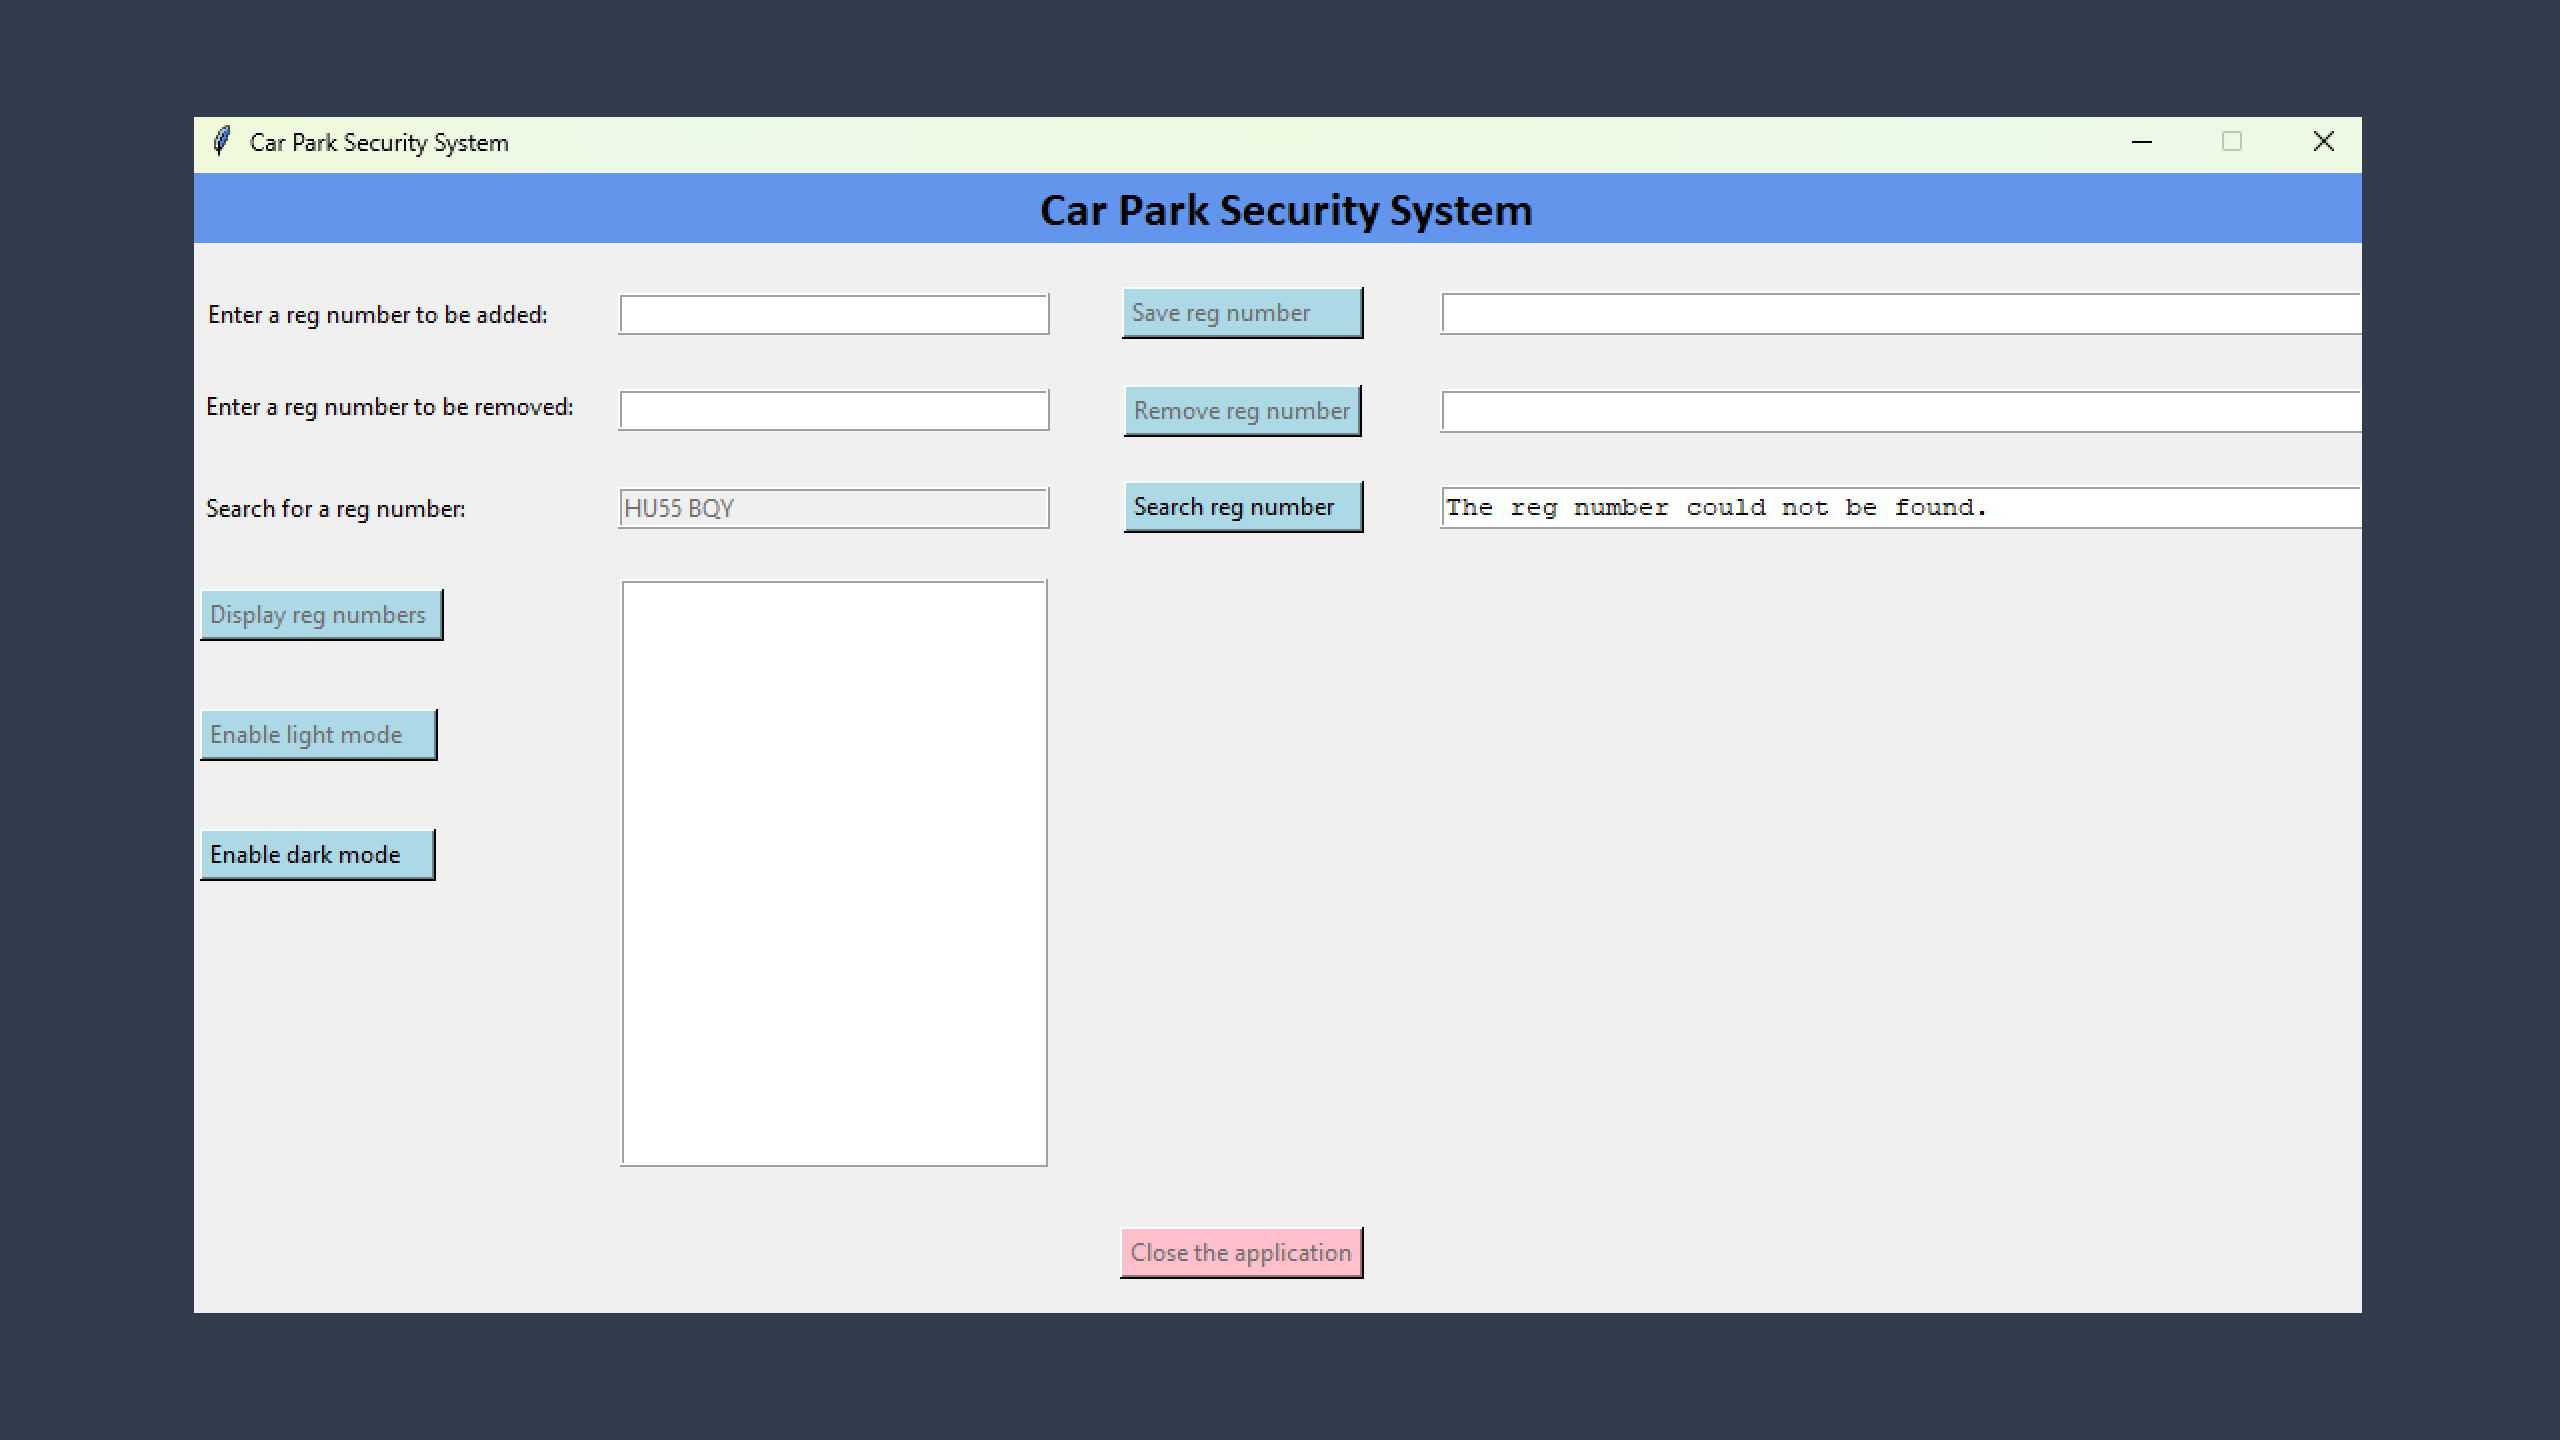 Car Park Security System
Car Park Security System
Enter a reg number to be added:
Save reg number
Enter a reg number to be removed:
Remove reg number
Search for a reg number:
HU55 BQY
Search reg number
The reg number could not be found.
Display reg numbers
Enable light mode
Enable dark mode
Close the application